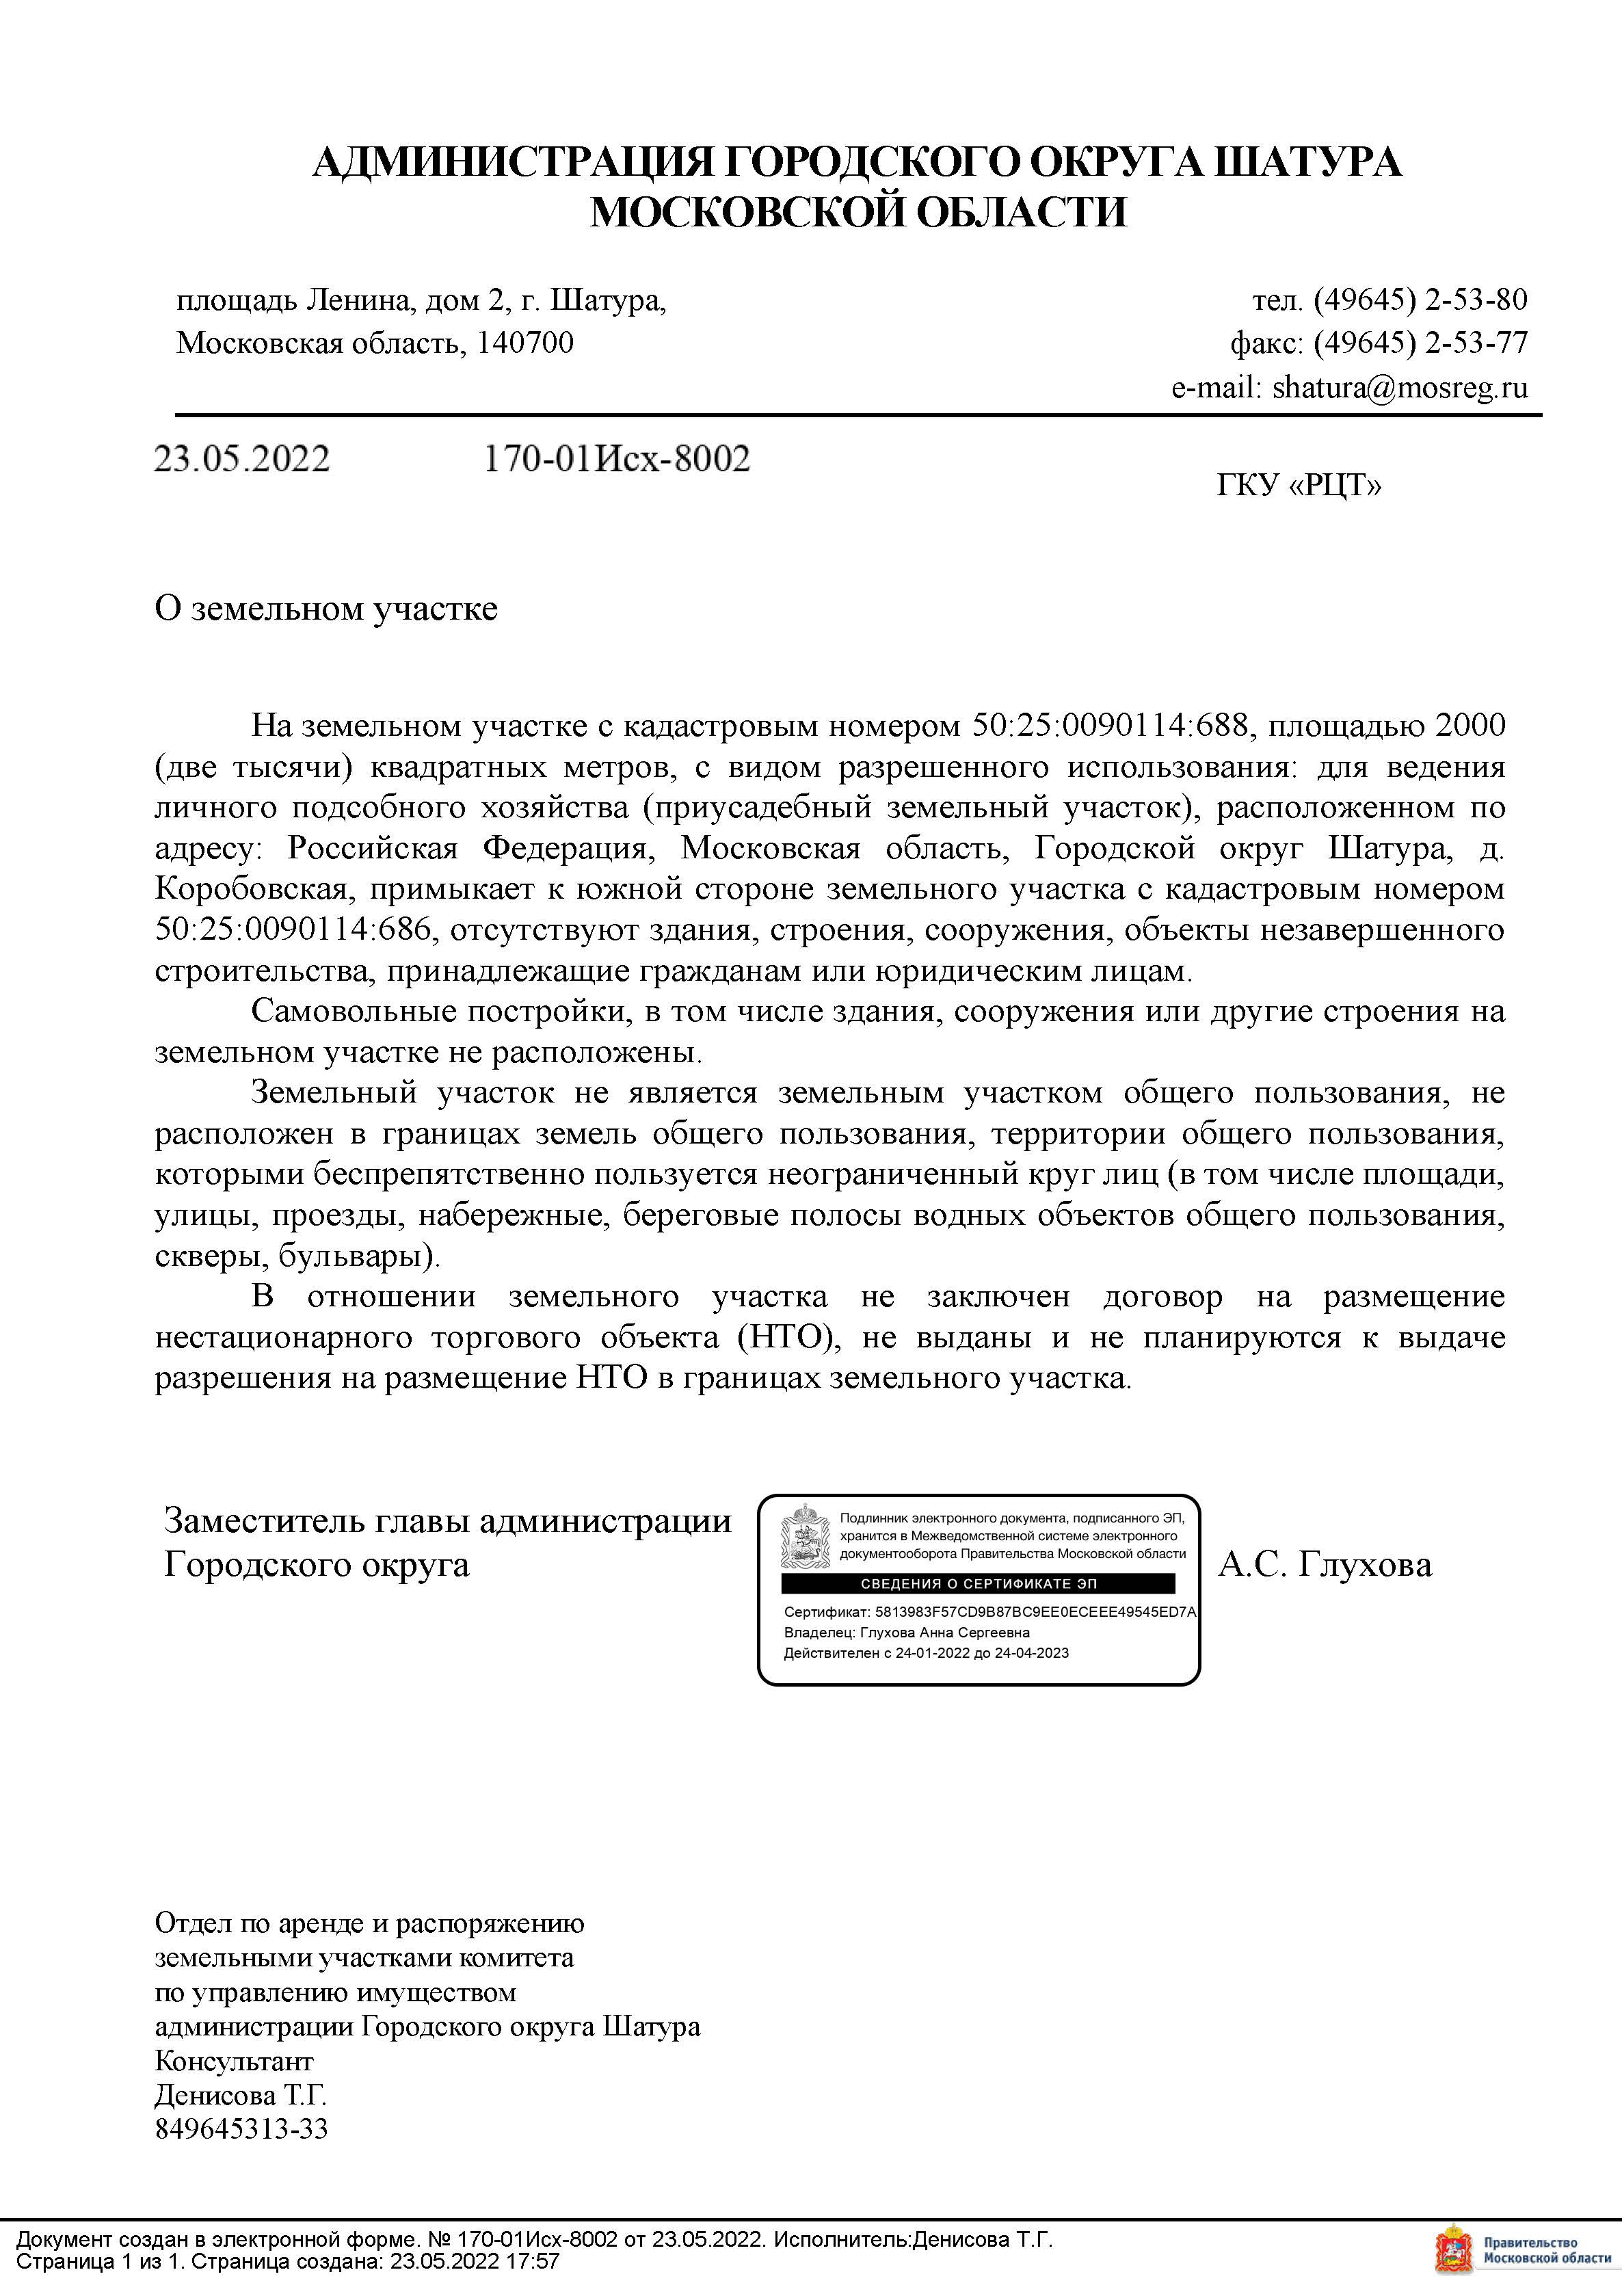 АДМИНИСТРАЦИЯ ГОРОДСКОГО ОКРУГА ШАТУРА
МОСКОВСКОЙ ОБЛАСТИ
площадь Ленина, дом 2, г. Шатура,
Московская область, 140700
тел. (49645) 2-53-80
факс: (49645) 2-53-77
e-mail: shatura@mosreg.ru
23.05.2022 170-01Исх-8002
ГКУ «РЦТ»
О земельном участке
На земельном участке с кадастровым номером 50:25:0090114:688, площадью 2000
(две тысячи) квадратных метров, с видом разрешенного использования: для ведения
личного подсобного хозяйства (приусадебный земельный участок), расположенном по
адресу: Российская Федерация, Московская область, Городской округ Шатура, д.
Коробовская, примыкает к южной стороне земельного участка с кадастровым номером
50:25:0090114:686, отсутствуют здания, строения, сооружения, объекты незавершенного
строительства, принадлежащие гражданам или юридическим лицам.
Самовольные постройки, в том числе здания, сооружения или другие строения на
земельном участке не расположены.
Земельный участок не является земельным участком общего пользования, не
расположен в границах земель общего пользования, территории общего пользования,
которыми беспрепятственно пользуется неограниченный круг лиц (в том числе площади,
улицы, проезды, набережные, береговые полосы водных объектов общего пользования,
скверы, бульвары).
В отношении земельного участка не заключен договор на размещение
нестационарного торгового объекта (НТО), не выданы и не планируются к выдаче
разрешения на размещение НТО в границах земельного участка.
Заместитель главы администрации
Городского округа
Подлинник электронного документа, подписанного ЭП,
хранится в Межведомственной системе электронного
документооборота Правительства Московской области
СВЕДЕНИЯ О СЕРТИФИКАТЕ ЭП
Сертификат: 5813983F57CD9B87BC9EE0ECEEE49545ED7A
Владелец: Глухова Анна Сергеевна
Действителен с 24-01-2022 до 24-04-2023
А.С. Глухова
Отдел по аренде и распоряжению
земельными участками комитета
по управлению имуществом
администрации Городского округа Шатура
Консультант
Денисова Т.Г.
849645313-33
Документ создан в электронной форме. № 170-01Исх-8002 от 23.05.2022. Исполнитель:Денисова Т.Г.
Страница 1 из 1. Страница создана: 23.05.2022 17:57
Правительство
Московской области